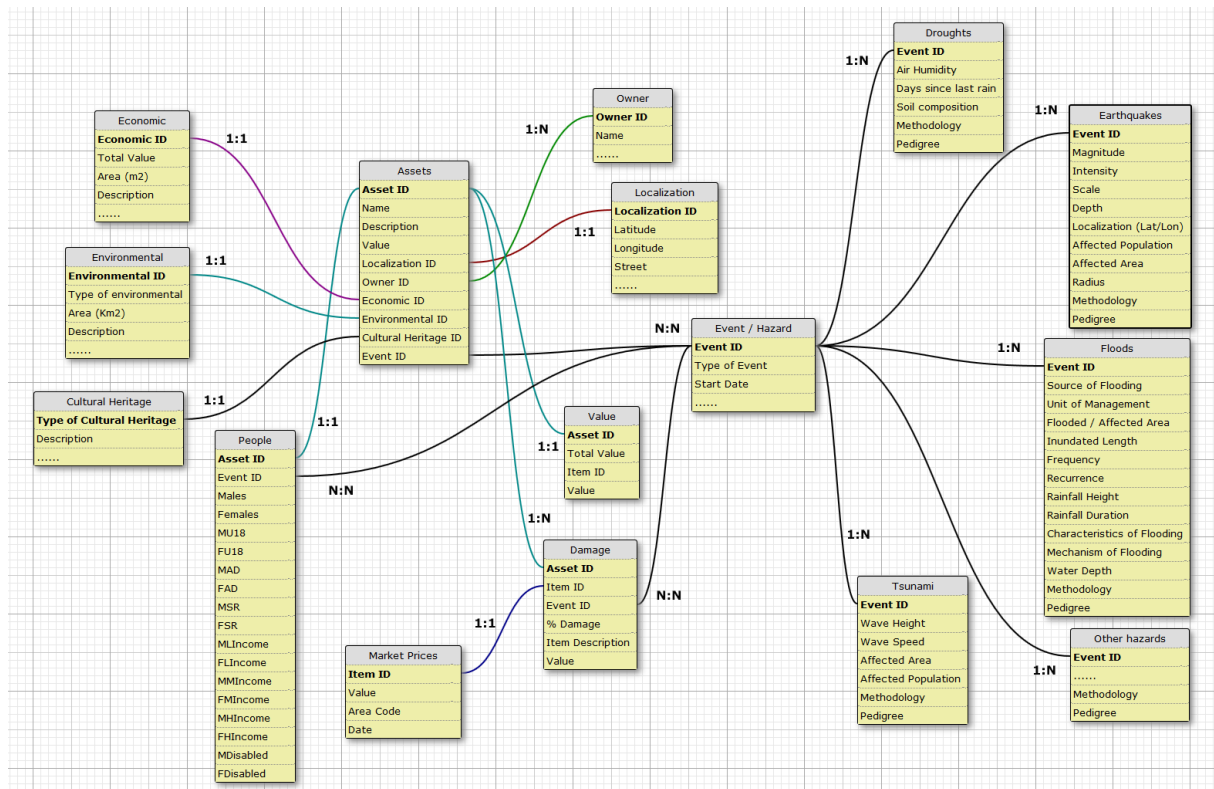 Droughts
Event ID
Air Humidity
Days since last rain
Soil composition
Methodology
Pedigree
1:N
Owner
Owner ID
Name
......
1:N
Earthquakes
Event ID
Magnitude
Intensity
Scale
Depth
Localization (Lat/Lon)
Affected Population
Affected Area
Radius
Methodology
Pedigree
1:N
Economic
Economic ID
Total Value
Area (m2)
Description
......
1:1
Assets
Asset ID
Name
Description
Value
Localization ID
Owner ID
Economic ID
Environmental ID
Cultural Heritage ID
Event ID
Localization
Localization ID
Latitude
Longitude
Street
......
1:1
Environmental
Environmental ID
Type of environmental
Area (Km2)
Description
......
1:1
Event / Hazard
Event ID
Type of Event
Start Date
......
N:N
Floods
Event ID
Source of Flooding
Unit of Management
Flooded / Affected Area
Inundated Length
Frequency
Recurrence
Rainfall Height
Rainfall Duration
Characteristics of Flooding
Mechanism of Flooding
Water Depth
Methodology
Pedigree
1:N
Cultural Heritage
Type of Cultural Heritage
Description
......
1:1
People
Asset ID
Event ID
Males
Females
MU18
FU18
MAD
FAD
MSR
FSR
MLIncome
FLIncome
MMIncome
FMIncome
MHIncome
FHIncome
MDisabled
FDisabled
1:1
N:N
Value
Asset ID
Total Value
Item ID
Value
1:1
Damage
Asset ID
Item ID
Event ID
% Damage
Item Description
Value
1:N
N:N
Market Prices
Item ID
Value
Area Code
Date
1:1
Tsunami
Event ID
Wave Height
Wave Speed
Affected Area
Affected Population
Methodology
Pedigree
1:N
Other hazards
Event ID
......
Methodology
Pedigree
1:N